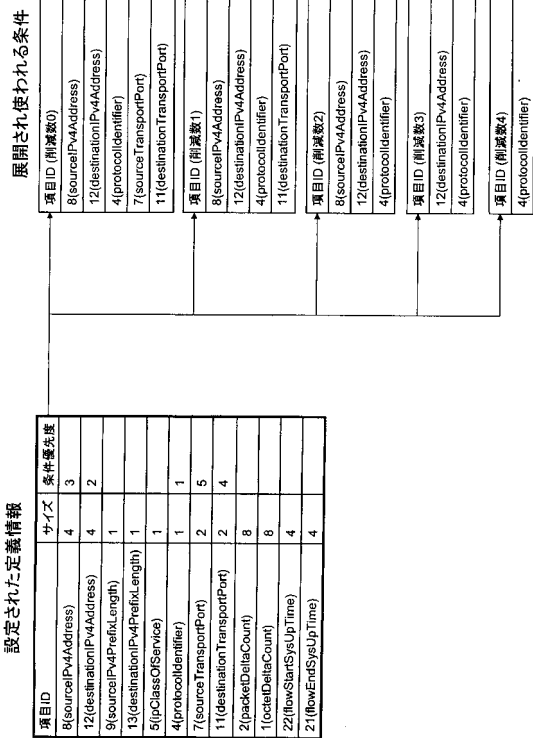 設定された定義情報
項目ID サイズ 条件優先度
8(sourceIPv4Address) 4 3
12(destinationIPv4Address) 4 2
9(sourceIPv4PrefixLength) 1
13(destinationIPv4PrefixLength) 1
5(ipClassOfService) 1
4(protocolIdentifier) 1 1
7(sourceTransportPort) 2 5
11(destinationTransportPort) 2 4
2(packetDeltaCount) 8
1(octetDeltaCount) 8
22(flowStartSysUpTime) 4
21(flowEndSysUpTime) 4
展開され使われる条件
項目ID (削減数0)
8(sourceIPv4Address)
12(destinationIPv4Address)
4(protocolIdentifier)
7(sourceTransportPort)
11(destinationTransportPort)
項目ID (削減数1)
8(sourceIPv4Address)
12(destinationIPv4Address)
4(protocolIdentifier)
11(destinationTransportPort)
項目ID (削減数2)
8(sourceIPv4Address)
12(destinationIPv4Address)
4(protocolIdentifier)
項目ID (削減数3)
12(destinationIPv4Address)
4(protocolIdentifier)
項目ID (削減数4)
4(protocolIdentifier)